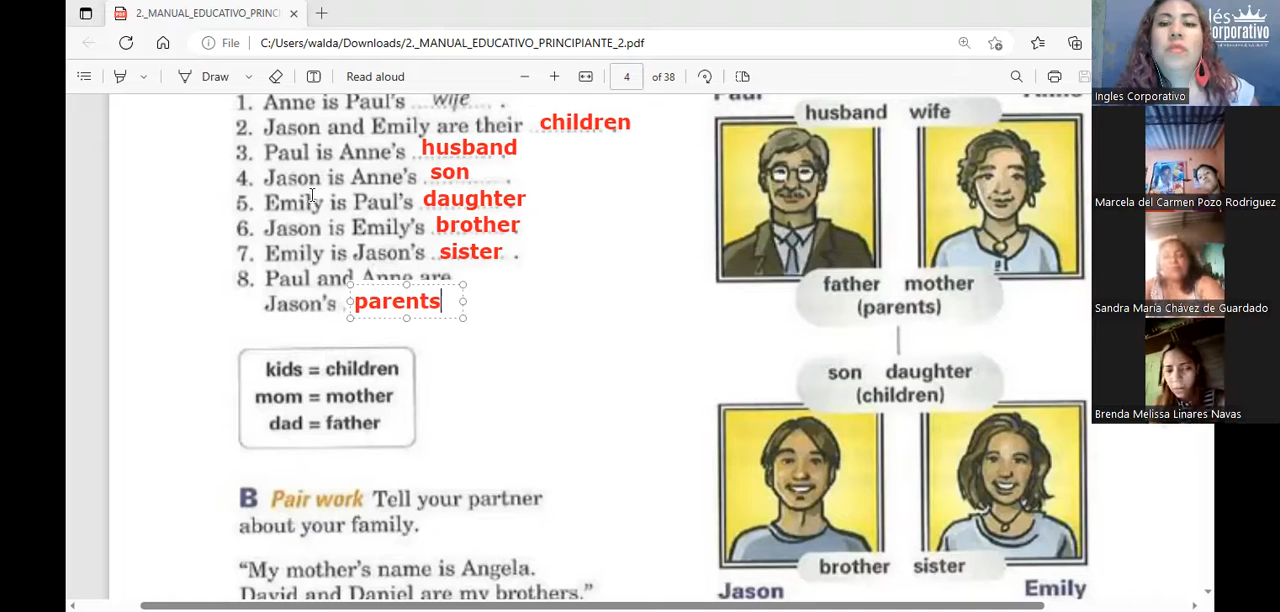 2._MANUAL_EDUCATIVO_PRINCI
File
C:/Users/walda/Downloads/2._MANUAL_EDUCATIVO_PRINCIPIANTE_2.pdf
Draw
Read aloud
4 of 38
1. Anne is Paul's wife .
2. Jason and Emily are their children
3. Paul is Anne's husband
4. Jason is Anne's son .
5. Emily is Paul's daughter
6. Jason is Emily's brother
7. Emily is Jason's sister .
8. Paul and Anne are
Jason's parents
kids = children
mom = mother
dad = father
B Pair work Tell your partner
about your family.
"My mother's name is Angela.
David and Daniel are my brothers."
husband wife
father mother
(parents)
son daughter
(children)
brother sister
Jason Emily
lés
orporativo
Ingles Corporativo
Marcela del Carmen Pozo Rodriguez
Sandra María Chávez de Guardado
Brenda Melissa Linares Navas